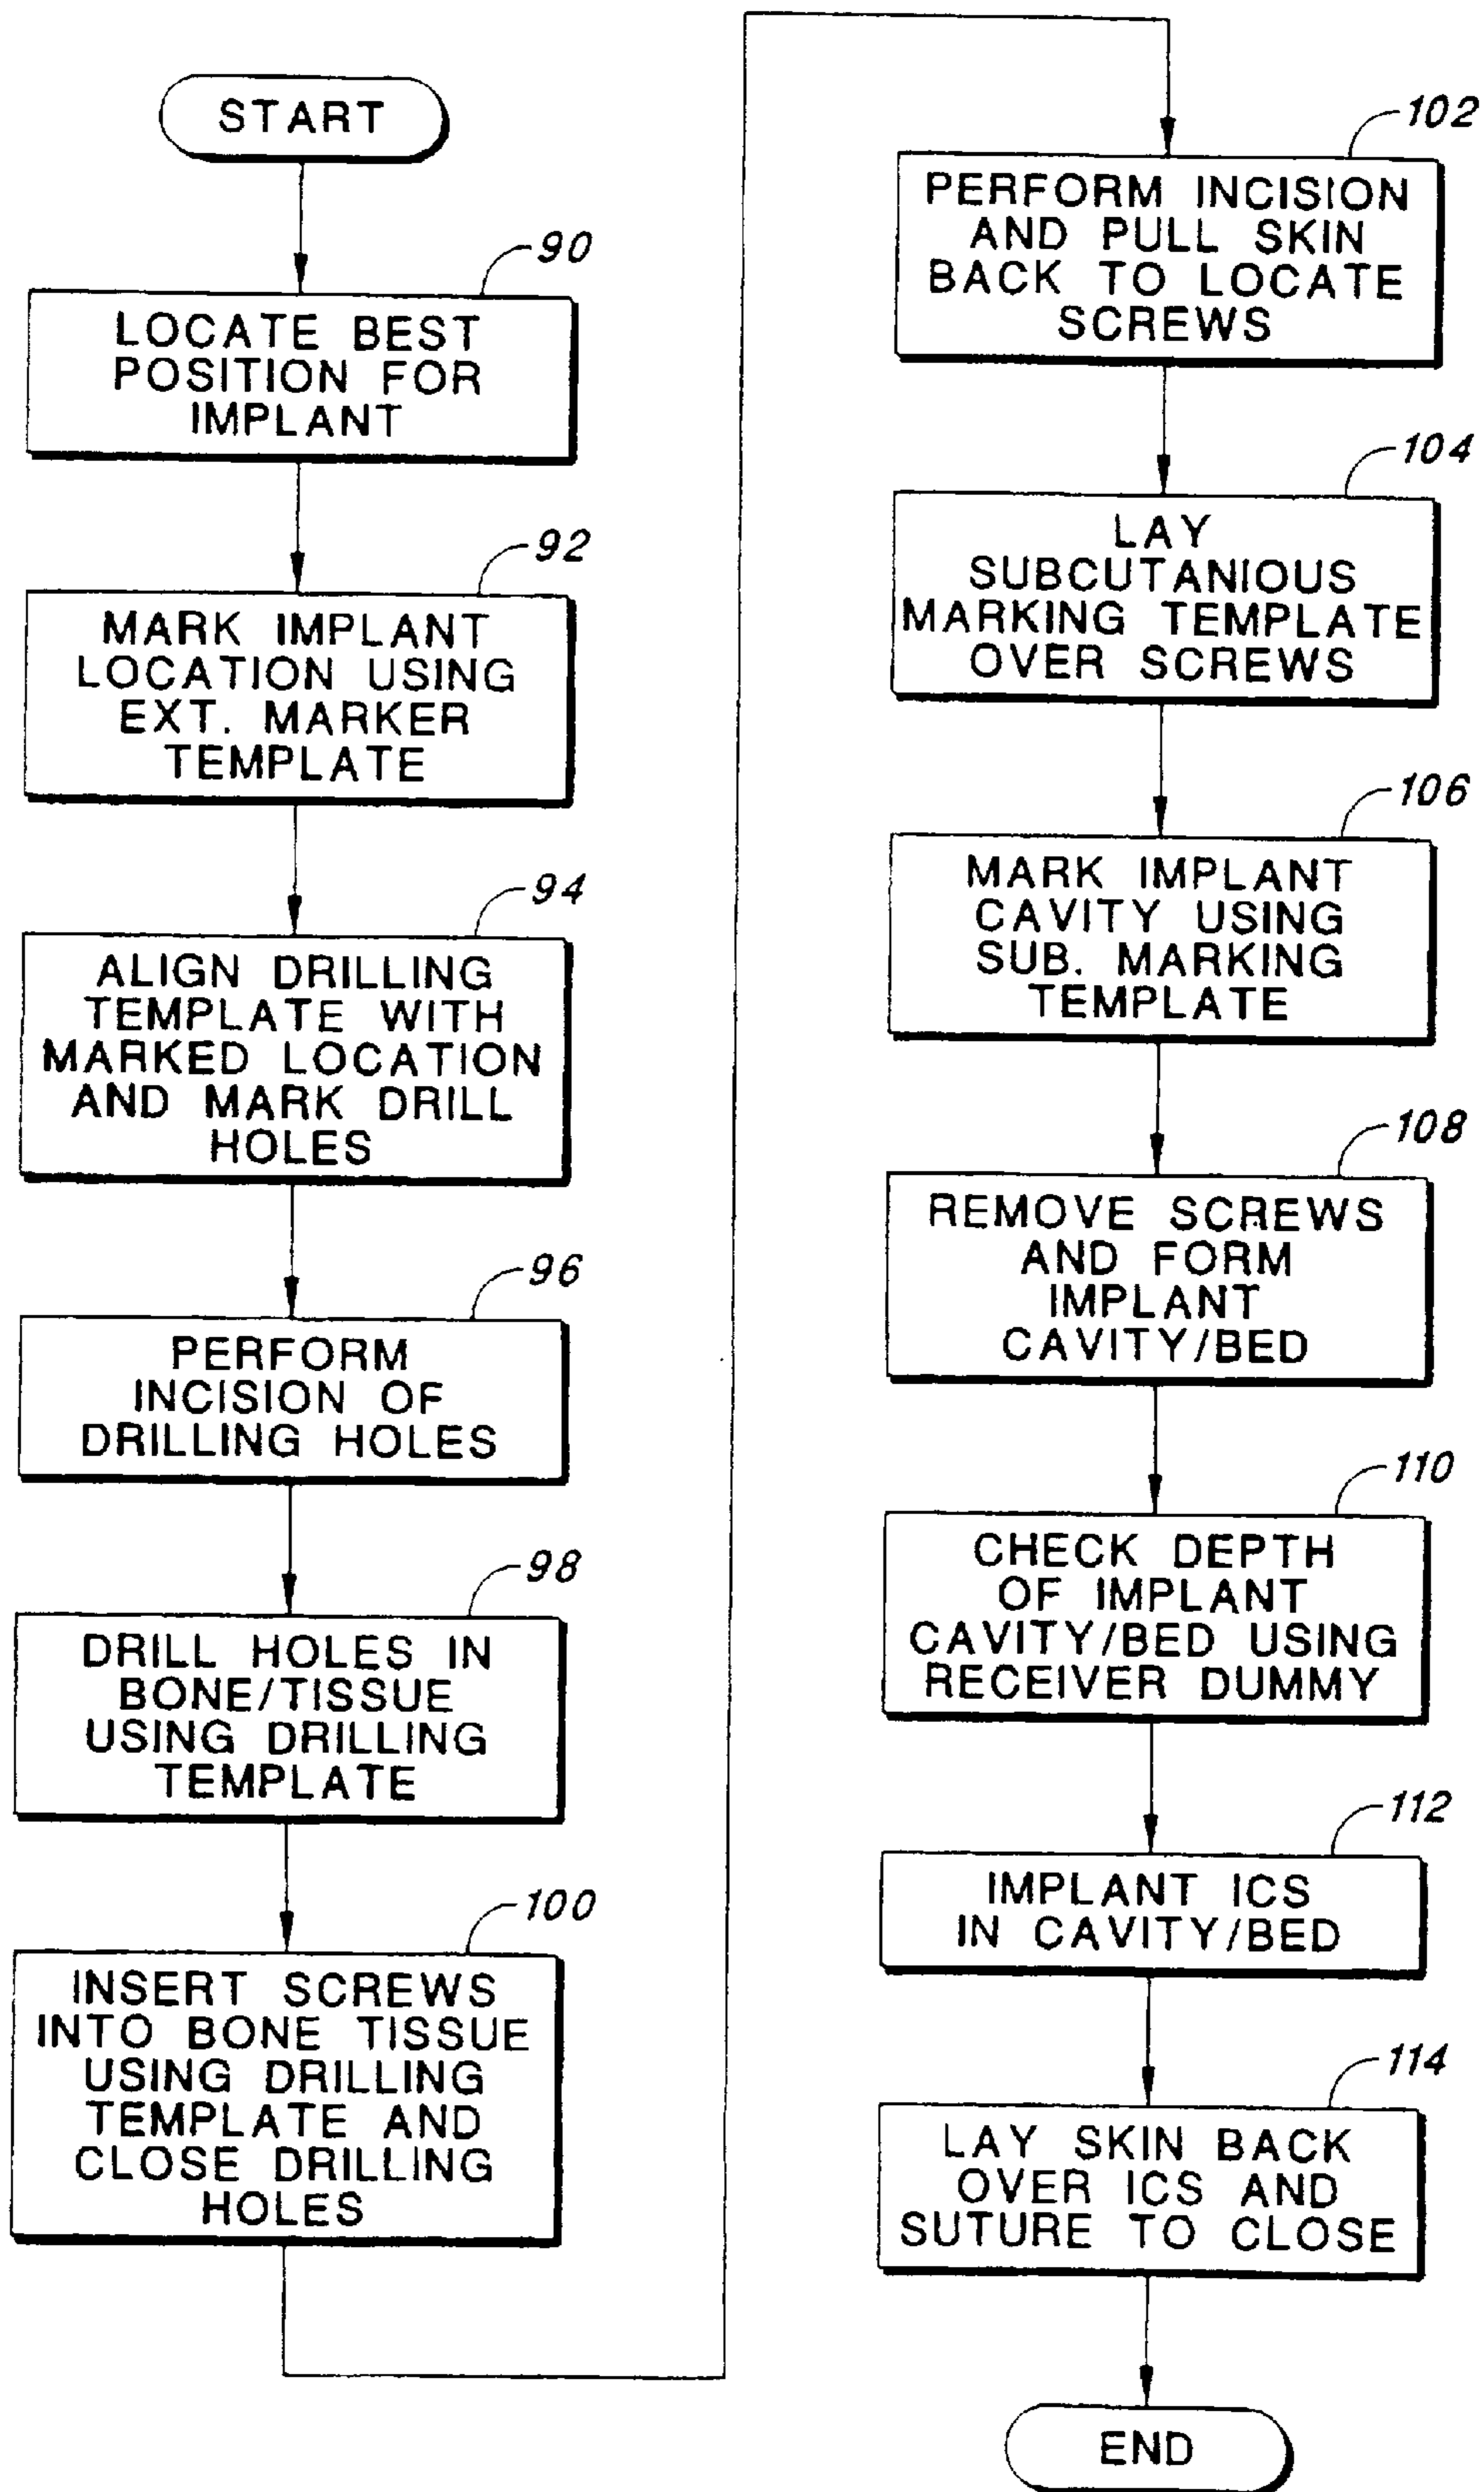 START
90
LOCATE BEST
POSITION FOR
IMPLANT
92
MARK IMPLANT
LOCATION USING
EXT. MARKER
TEMPLATE
94
ALIGN DRILLING
TEMPLATE WITH
MARKED LOCATION
AND MARK DRILL
HOLES
96
PERFORM
INCISION OF
DRILLING HOLES
98
DRILL HOLES IN
BONE/TISSUE
USING DRILLING
TEMPLATE
100
INSERT SCREWS
INTO BONE TISSUE
USING DRILLING
TEMPLATE AND
CLOSE DRILLING
HOLES
102
PERFORM INCISION
AND PULL SKIN
BACK TO LOCATE
SCREWS
104
LAY
SUBCUTANIOUS
MARKING TEMPLATE
OVER SCREWS
106
MARK IMPLANT
CAVITY USING
SUB. MARKING
TEMPLATE
108
REMOVE SCREWS
AND FORM
IMPLANT
CAVITY/BED
110
CHECK DEPTH
OF IMPLANT
CAVITY/BED USING
RECEIVER DUMMY
112
IMPLANT ICS
IN CAVITY/BED
114
LAY SKIN BACK
OVER ICS AND
SUTURE TO CLOSE
END